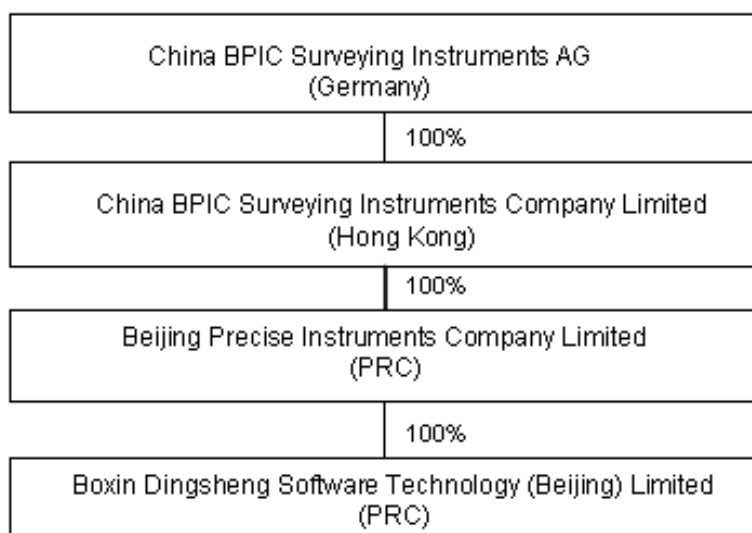 China BPIC Surveying Instruments AG
(Germany)
100%
China BPIC Surveying Instruments Company Limited
(Hong Kong)
100%
Beijing Precise Instruments Company Limited
(PRC)
100%
Boxin Dingsheng Software Technology (Beijing) Limited
(PRC)